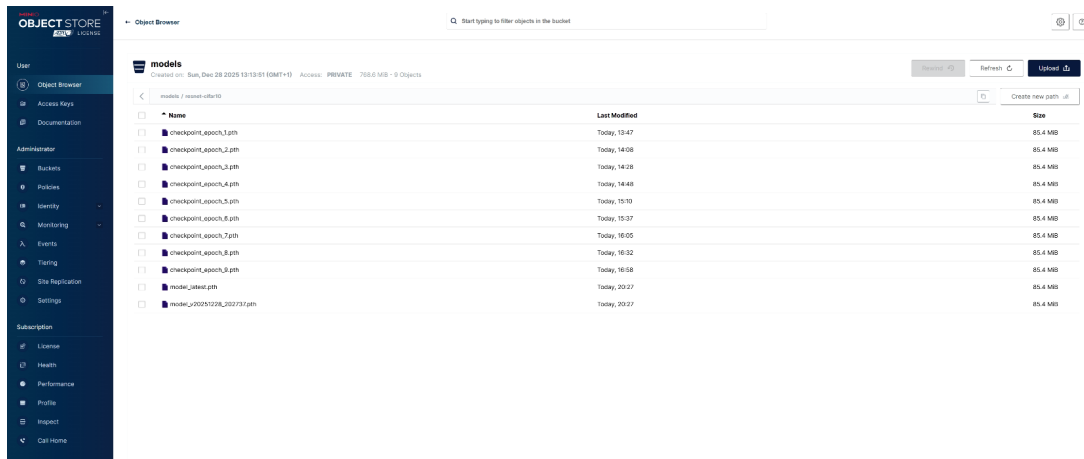 OBJECT STORE
LICENSE
User
Object Browser
Access Keys
Documentation
Administrator
Buckets
Policies
Identity
Monitoring
Events
Tiering
Site Replication
Settings
Subscription
License
Health
Performance
Profile
Inspect
Call Home
← Object Browser
Start typing to filter objects in the bucket
models
Created on: Sun, Dec 28 2025 13:13:51 (GMT+1) Access: PRIVATE 768.6 MiB - 9 Objects
Rewind
Refresh
Upload
models / resnet-cifar10
Create new path
Name Last Modified Size
checkpoint_epoch_1.pth Today, 13:47 85.4 MiB
checkpoint_epoch_2.pth Today, 14:08 85.4 MiB
checkpoint_epoch_3.pth Today, 14:28 85.4 MiB
checkpoint_epoch_4.pth Today, 14:48 85.4 MiB
checkpoint_epoch_5.pth Today, 15:10 85.4 MiB
checkpoint_epoch_6.pth Today, 15:37 85.4 MiB
checkpoint_epoch_7.pth Today, 16:05 85.4 MiB
checkpoint_epoch_8.pth Today, 16:32 85.4 MiB
checkpoint_epoch_9.pth Today, 16:58 85.4 MiB
model_latest.pth Today, 20:27 85.4 MiB
model_v20251228_202737.pth Today, 20:27 85.4 MiB